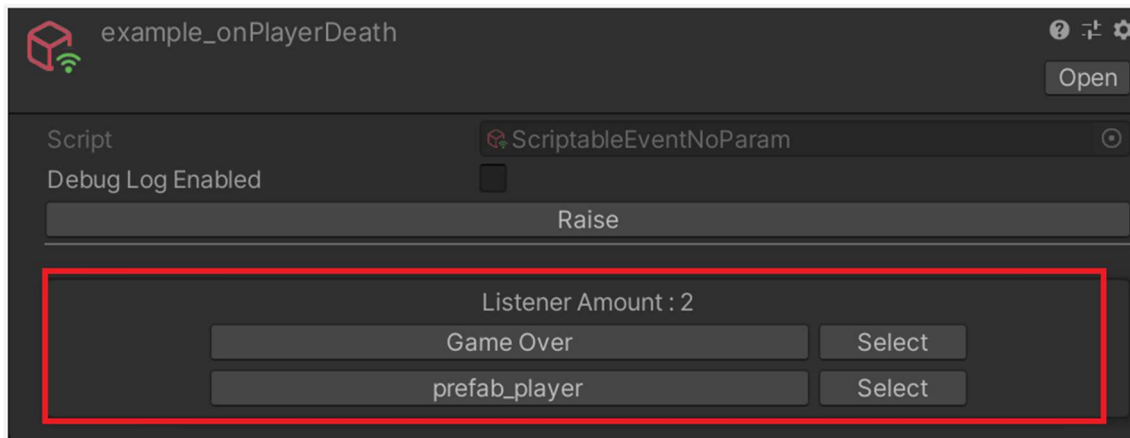 example_onPlayerDeath
Open
Script ScriptableEventNoParam
Debug Log Enabled
Raise
Listener Amount : 2
Game Over Select
prefab_player Select